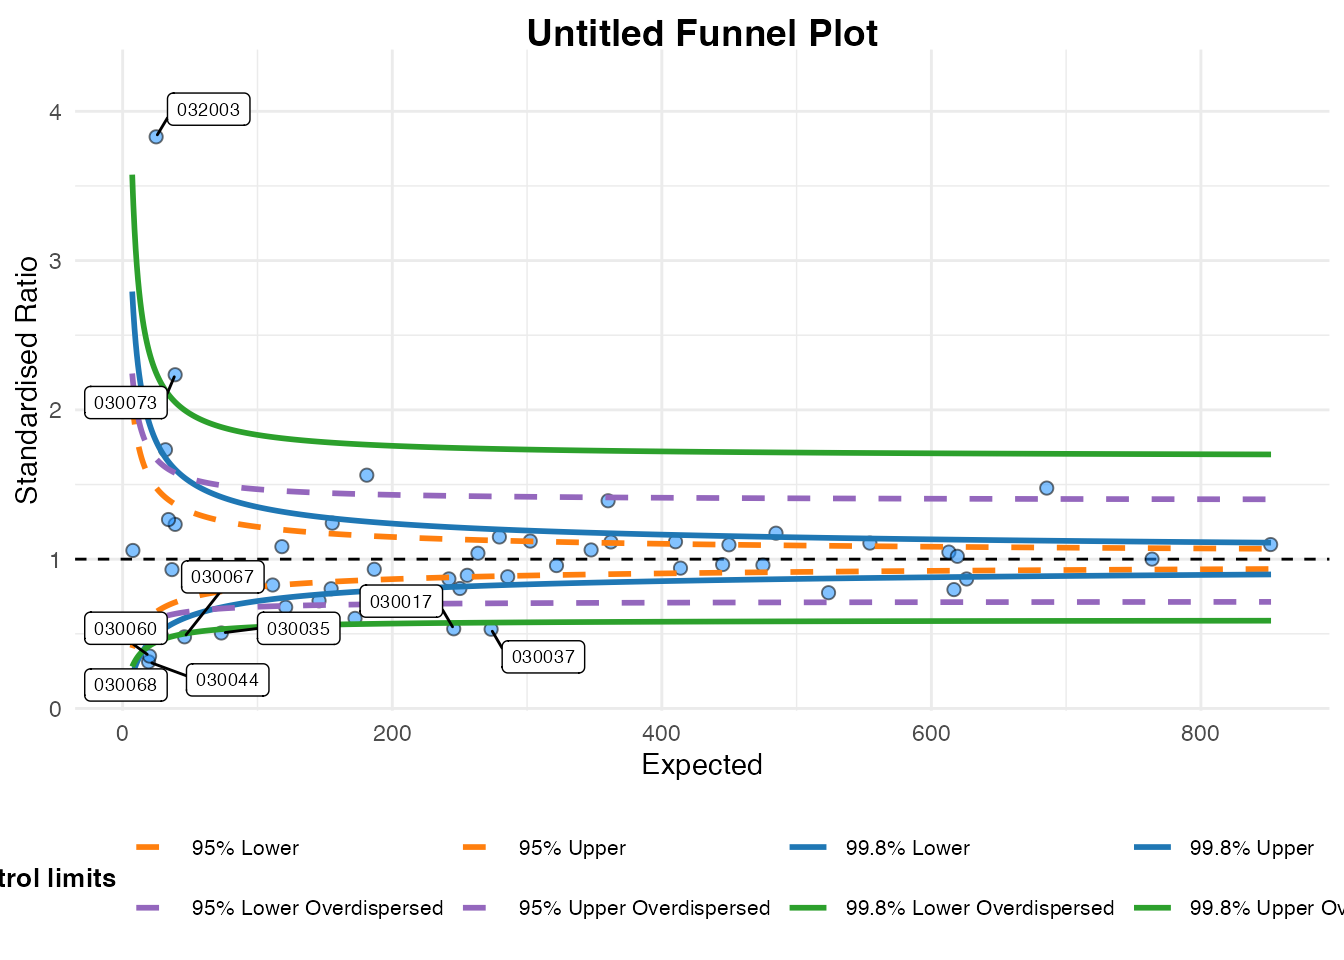 Untitled Funnel Plot
Standardised Ratio
4
3
2
1
0
032003
030073
030067
030060
030017
030035
030037
030044
030068
0 200 400 600 800
Expected
trol limits
95% Lower 95% Upper 99.8% Lower 99.8% Upper
95% Lower Overdispersed 95% Upper Overdispersed 99.8% Lower Overdispersed 99.8% Upper Ov